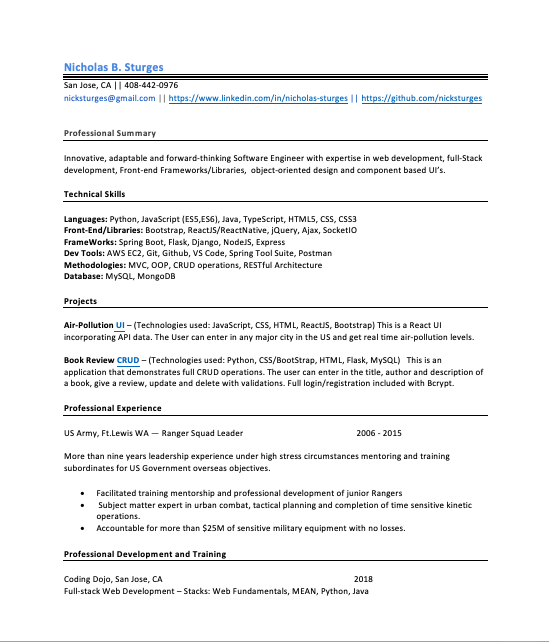 Nicholas B. Sturges
San Jose, CA || 408-442-0976
nicksturges@gmail.com || https://www.linkedin.com/in/nicholas-sturges || https://github.com/nicksturges
Professional Summary
Innovative, adaptable and forward-thinking Software Engineer with expertise in web development, full-Stack
development, Front-end Frameworks/Libraries, object-oriented design and component based UI's.
Technical Skills
Languages: Python, JavaScript (ES5,ES6), Java, TypeScript, HTML5, CSS, CSS3
Front-End/Libraries: Bootstrap, ReactJS/ReactNative, jQuery, Ajax, SocketIO
FrameWorks: Spring Boot, Flask, Django, NodeJS, Express
Dev Tools: AWS EC2, Git, Github, VS Code, Spring Tool Suite, Postman
Methodologies: MVC, OOP, CRUD operations, RESTful Architecture
Database: MySQL, MongoDB
Projects
Air-Pollution UI – (Technologies used: JavaScript, CSS, HTML, ReactJS, Bootstrap) This is a React UI
incorporating API data. The User can enter in any major city in the US and get real time air-pollution levels.
Book Review CRUD – (Technologies used: Python, CSS/BootStrap, HTML, Flask, MySQL) This is an
application that demonstrates full CRUD operations. The user can enter in the title, author and description of
a book, give a review, update and delete with validations. Full login/registration included with Bcrypt.
Professional Experience
US Army, Ft.Lewis WA — Ranger Squad Leader 2006 - 2015
More than nine years leadership experience under high stress circumstances mentoring and training
subordinates for US Government overseas objectives.
• Facilitated training mentorship and professional development of junior Rangers
• Subject matter expert in urban combat, tactical planning and completion of time sensitive kinetic
operations.
• Accountable for more than $25M of sensitive military equipment with no losses.
Professional Development and Training
Coding Dojo, San Jose, CA 2018
Full-stack Web Development – Stacks: Web Fundamentals, MEAN, Python, Java